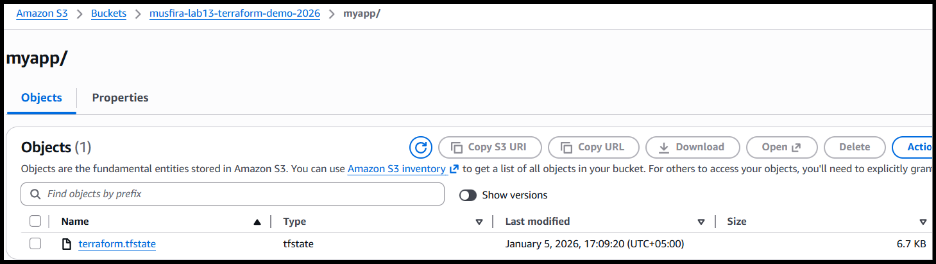 Amazon S3 > Buckets > musfira-lab13-terraform-demo-2026 > myapp/
myapp/
Objects Properties
Objects (1) Copy S3 URI Copy URL Download Open Delete Actio
Objects are the fundamental entities stored in Amazon S3. You can use Amazon S3 inventory to get a list of all objects in your bucket. For others to access your objects, you'll need to explicitly gran
Find objects by prefix Show versions
Name Type Last modified Size
terraform.tfstate tfstate January 5, 2026, 17:09:20 (UTC+05:00) 6.7 KB